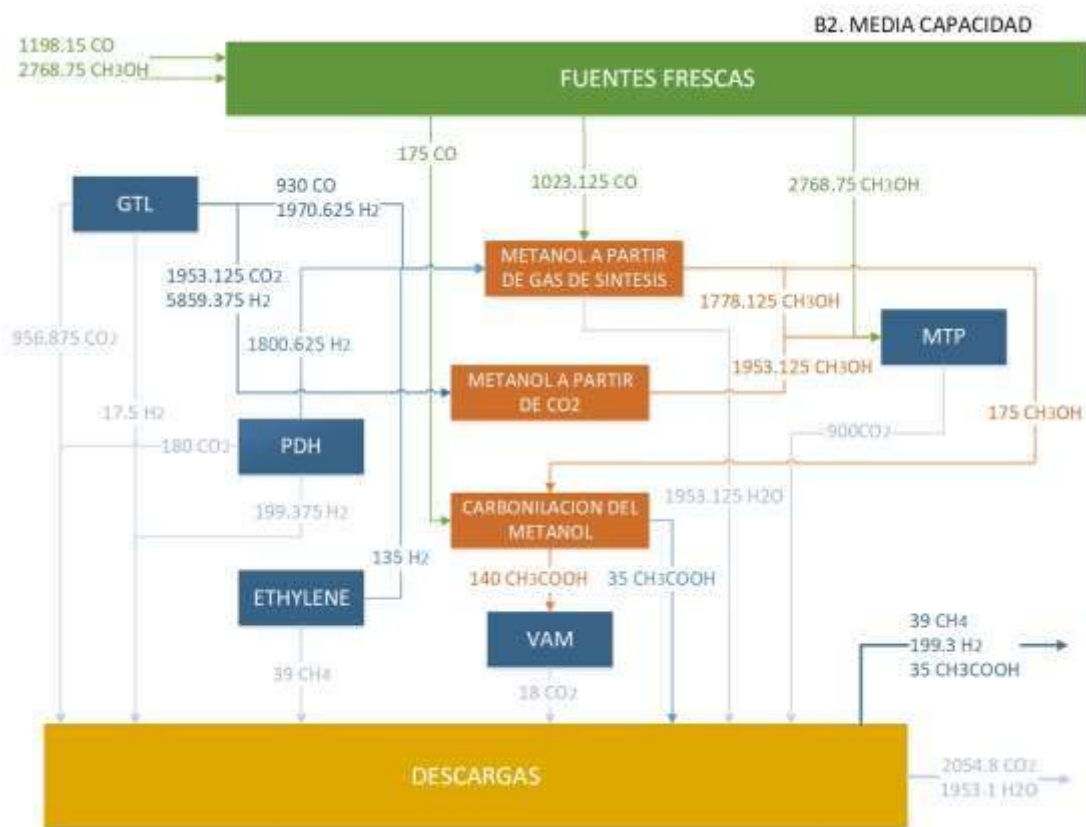 B2. MEDIA CAPACIDAD
1198.15 CO
2768.75 CH3OH
FUENTES FRESCAS
175 CO
1023.125 CO
2768.75 CH3OH
GTL
930 CO
1970.625 H2
METANOL A PARTIR
DE GAS DE SINTESIS
1953.125 CO2
5859.375 H2
1778.125 CH3OH
956.875 CO2
1800.625 H2
MTP
1953.125 CH3OH
METANOL A PARTIR
DE CO2
17.5 H2
175 CH3OH
180 CO2
PDH
900CO2
1953.125 H2O
CARBONILACION DEL
METANOL
199.375 H2
135 H2
140 CH3COOH
35 CH3COOH
ETHYLENE
VAM
39 CH4
199.3 H2
35 CH3COOH
39 CH4
18 CO2
DESCARGAS
2054.8 CO2
1953.1 H2O